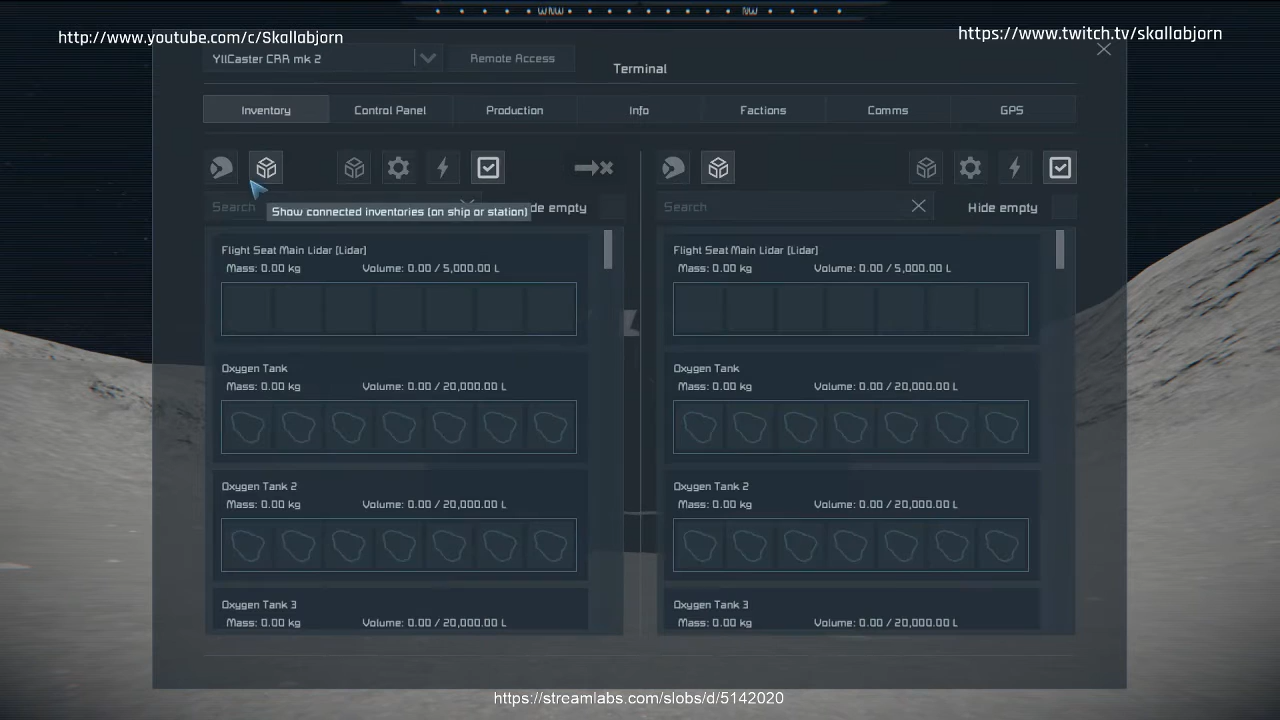 WNW NW
http://www.youtube.com/c/Skallabjorn
https://www.twitch.tv/skallabjorn
YllCaster CRR mk 2
Remote Access
Terminal
Inventory
Control Panel
Production
Info
Factions
Comms
GPS
Search
Show connected inventories (on ship or station)
de empty
Search
Hide empty
Flight Seat Main Lidar [Lidar]
Mass: 0.00 kg Volume: 0.00 / 5,000.00 L
Oxygen Tank
Mass: 0.00 kg Volume: 0.00 / 20,000.00 L
Oxygen Tank 2
Mass: 0.00 kg Volume: 0.00 / 20,000.00 L
Oxygen Tank 3
Mass: 0.00 kg Volume: 0.00 / 20,000.00 L
Flight Seat Main Lidar [Lidar]
Mass: 0.00 kg Volume: 0.00 / 5,000.00 L
Oxygen Tank
Mass: 0.00 kg Volume: 0.00 / 20,000.00 L
Oxygen Tank 2
Mass: 0.00 kg Volume: 0.00 / 20,000.00 L
Oxygen Tank 3
Mass: 0.00 kg Volume: 0.00 / 20,000.00 L
https://streamlabs.com/slobs/d/5142020